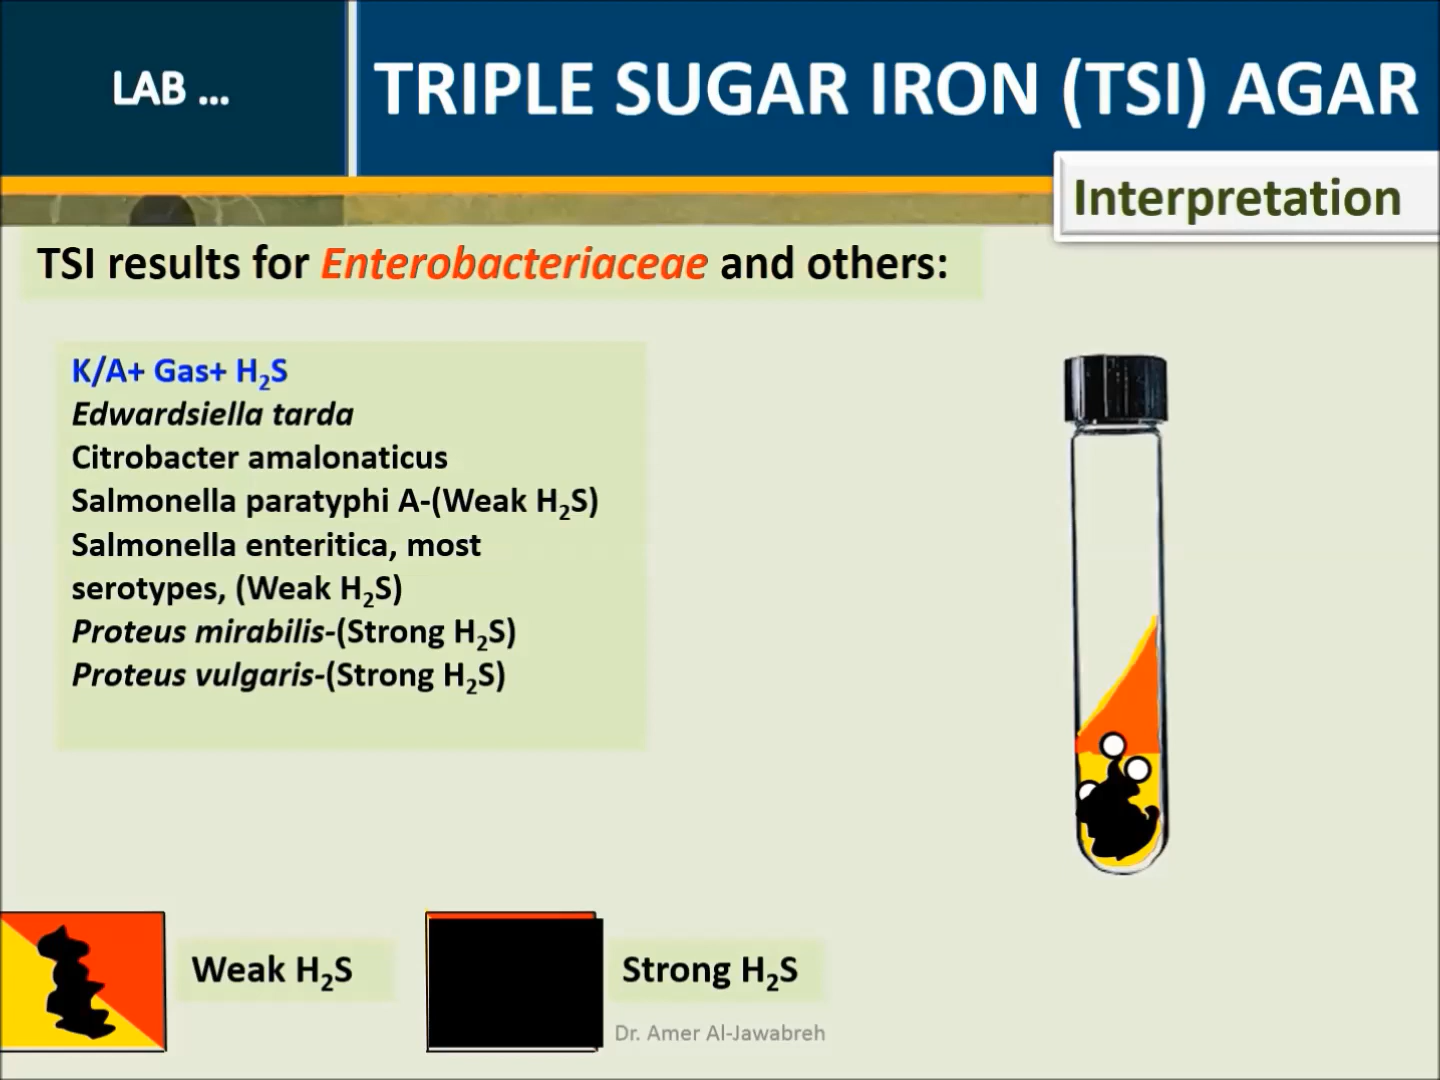 LAB ...
TRIPLE SUGAR IRON (TSI) AGAR
Interpretation
TSI results for Enterobacteriaceae and others:
K/A+ Gas+ H₂S
Edwardsiella tarda
Citrobacter amalonaticus
Salmonella paratyphi A-(Weak H₂S)
Salmonella enteritica, most
serotypes, (Weak H₂S)
Proteus mirabilis-(Strong H₂S)
Proteus vulgaris-(Strong H₂S)
Weak H₂S
Strong H₂S
Dr. Amer Al-Jawabreh